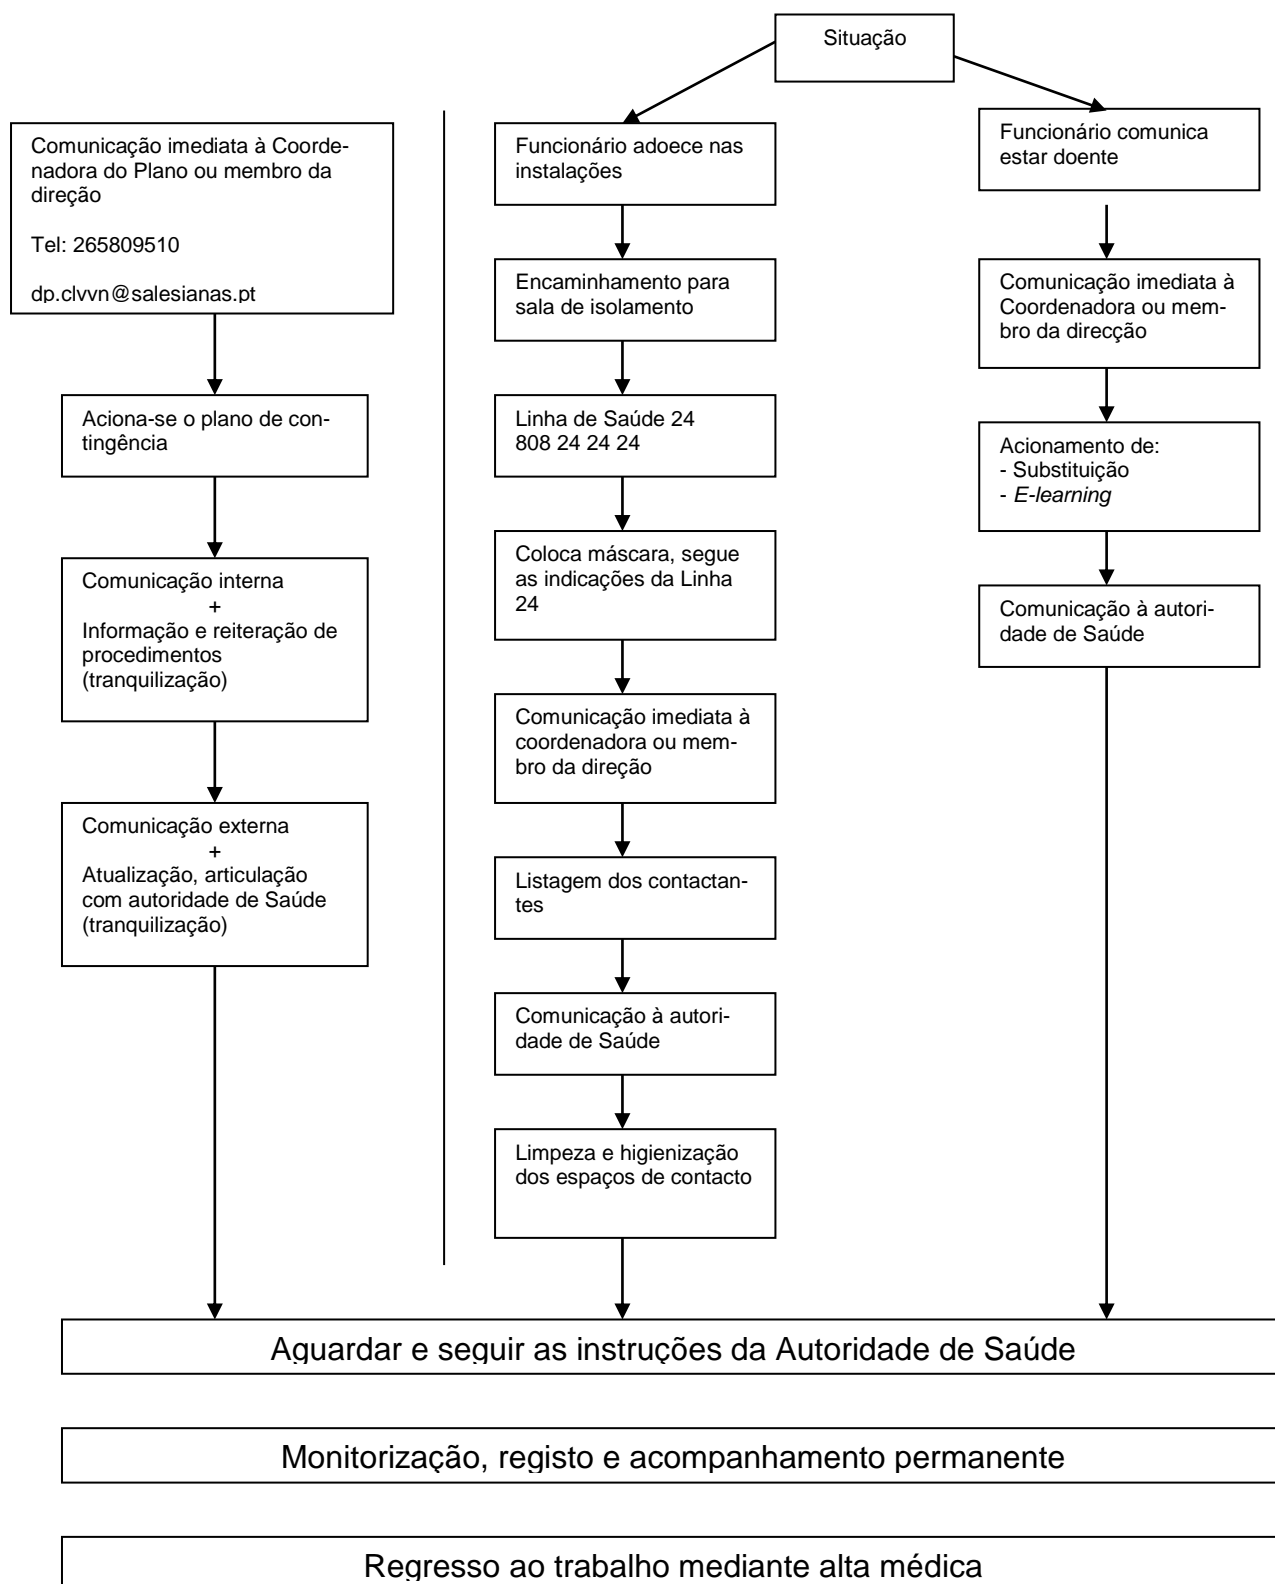 Situação
Comunicação imediata à Coorde-
nadora do Plano ou membro da
direção
Tel: 265809510
dp.clvvn@salesianas.pt
Aciona-se o plano de con-
tingência
Comunicação interna
+
Informação e reiteração de
procedimentos
(tranquilização)
Comunicação externa
+
Atualização, articulação
com autoridade de Saúde
(tranquilização)
Funcionário adoece nas
instalações
Encaminhamento para
sala de isolamento
Linha de Saúde 24
808 24 24 24
Coloca máscara, segue
as indicações da Linha
24
Comunicação imediata à
coordenadora ou mem-
bro da direção
Listagem dos contactan-
tes
Comunicação à autori-
dade de Saúde
Limpeza e higienização
dos espaços de contacto
Funcionário comunica
estar doente
Comunicação imediata à
Coordenadora ou mem-
bro da direcção
Acionamento de:
- Substituição
- E-learning
Comunicação à autori-
dade de Saúde
Aguardar e seguir as instruções da Autoridade de Saúde
Monitorização, registo e acompanhamento permanente
Regresso ao trabalho mediante alta médica